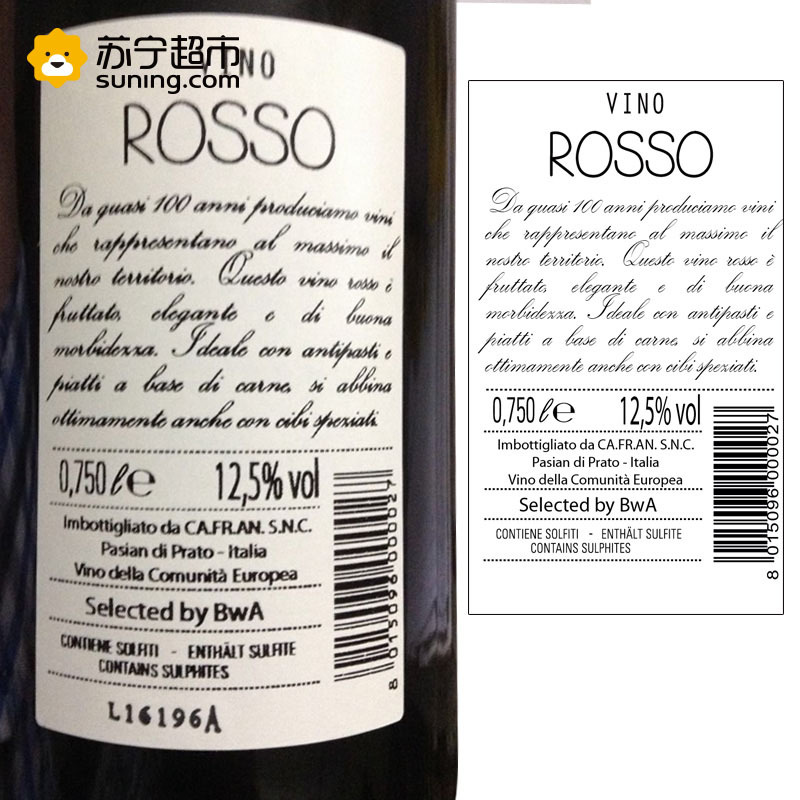 苏宁超市
suning.com
VINO
ROSSO
Da quasi 100 anni produciamo vini
che rappresentano al massimo il
nostro territorio. Questo vino rosso è
fruttato, elegante e di buona
morbidezza. Ideale con antipasti e
piatti a base di carne, si abbina
ottimamente anche con cibi speziati.
0,750 l e 12,5% vol
Imbottigliato da CA.FR.AN. S.N.C.
Pasian di Prato - Italia
Vino della Comunità Europea
Selected by BwA
CONTIENE SOLFITI - ENTHÄLT SULFITE
CONTAINS SULPHITES
8 015096 000027
L16196A
VINO
ROSSO
Da quasi 100 anni produciamo vini
che rappresentano al massimo il
nostro territorio. Questo vino rosso è
fruttato, elegante e di buona
morbidezza. Ideale con antipasti e
piatti a base di carne, si abbina
ottimamente anche con cibi speziati.
0,750 l e 12,5% vol
Imbottigliato da CA.FR.AN. S.N.C.
Pasian di Prato - Italia
Vino della Comunità Europea
Selected by BwA
CONTIENE SOLFITI - ENTHÄLT SULFITE
CONTAINS SULPHITES
8 015096 000027